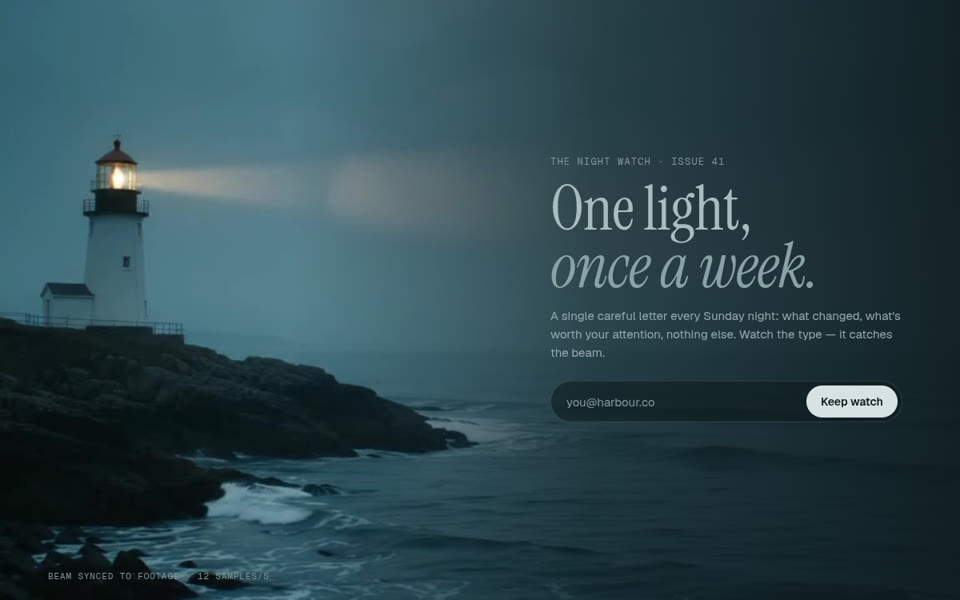 THE NIGHT WATCH · ISSUE 41
One light,
once a week.
A single careful letter every Sunday night: what changed, what's
worth your attention, nothing else. Watch the type — it catches
the beam.
you@harbour.co
Keep watch
BEAM SYNCED TO FOOTAGE · 12 SAMPLES/S